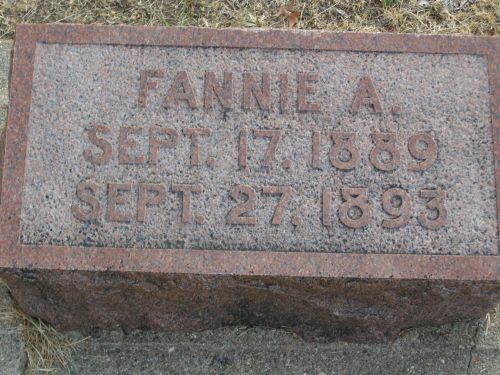 FANNIE A.
SEPT. 17, 1889
SEPT. 27, 1893